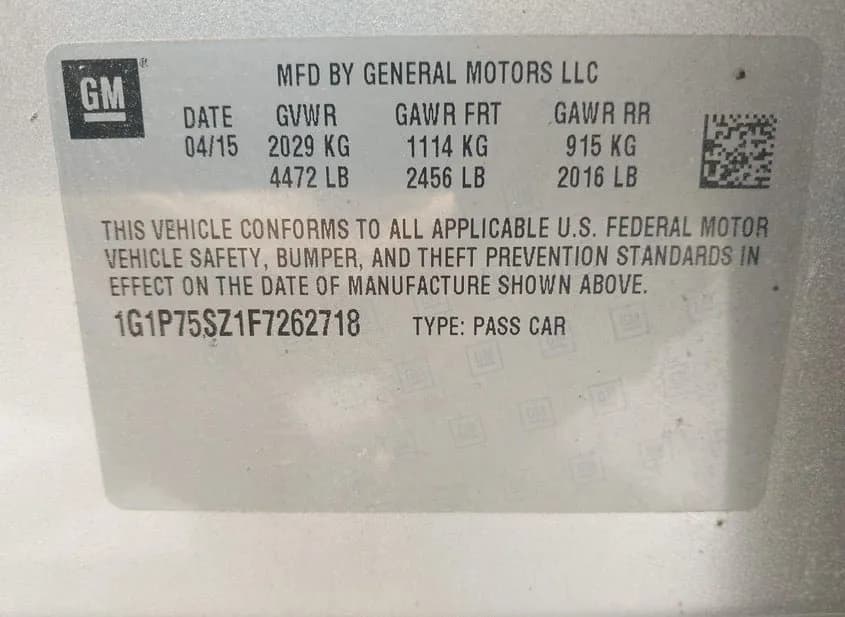 GM®
MFD BY GENERAL MOTORS LLC
DATE GVWR GAWR FRT GAWR RR
04/15 2029 KG 1114 KG 915 KG
4472 LB 2456 LB 2016 LB
THIS VEHICLE CONFORMS TO ALL APPLICABLE U.S. FEDERAL MOTOR
VEHICLE SAFETY, BUMPER, AND THEFT PREVENTION STANDARDS IN
EFFECT ON THE DATE OF MANUFACTURE SHOWN ABOVE.
1G1P75SZ1F7262718 TYPE: PASS CAR